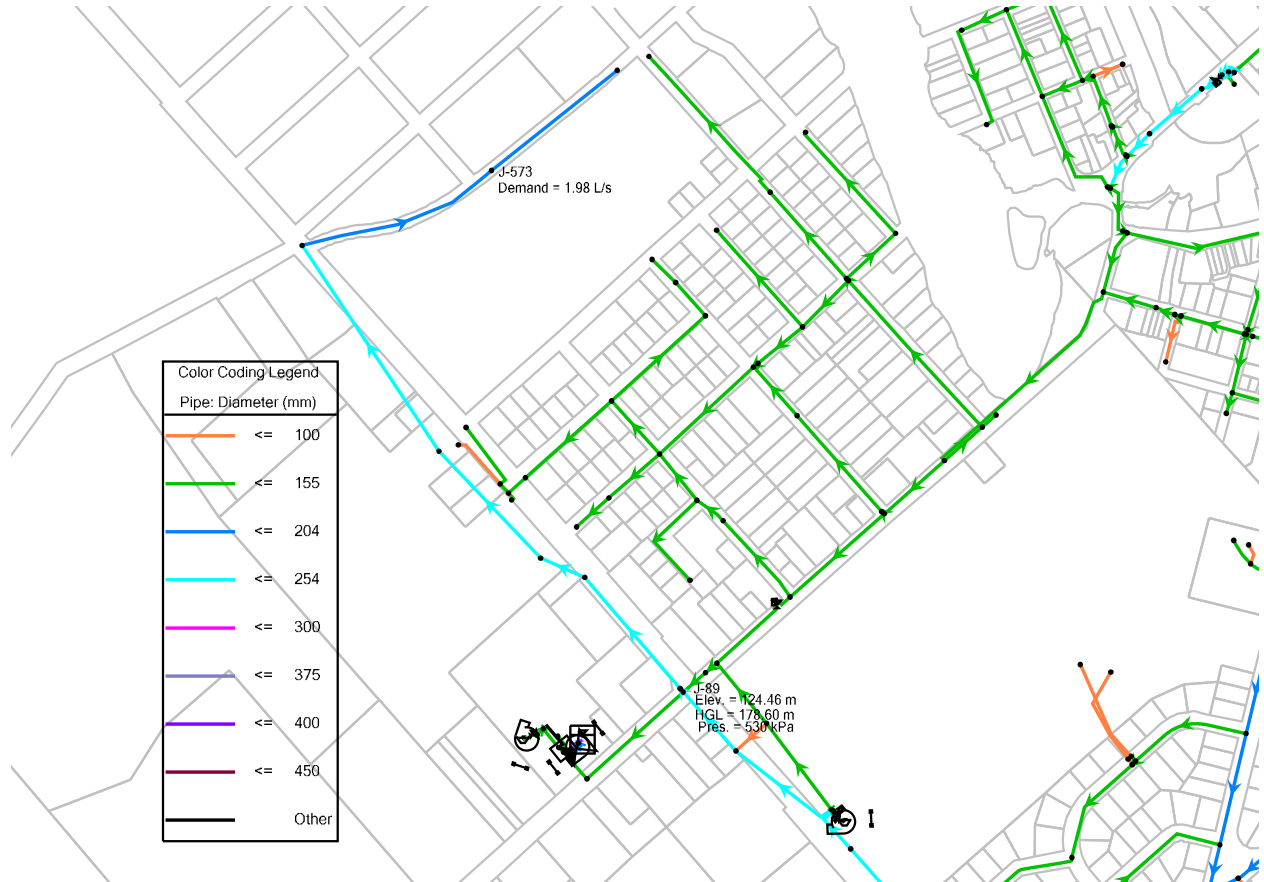 J-573
Demand = 1.98 L/s
Color Coding Legend
Pipe: Diameter (mm)
<= 100
<= 155
<= 204
<= 254
<= 300
<= 375
<= 400
<= 450
Other
J-89
Elev. = 124.46 m
HGL = 178.60 m
Pres. = 530 kPa